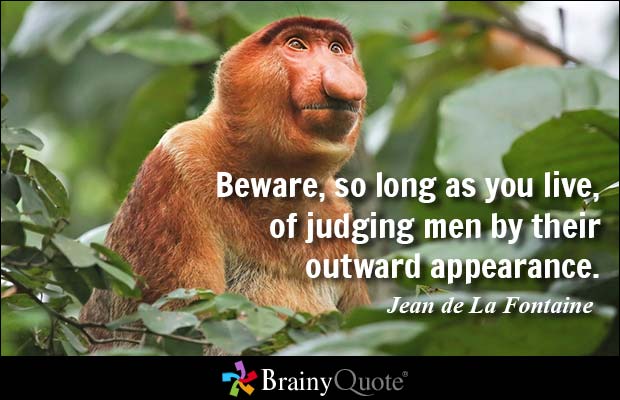 Beware, so long as you live,
of judging men by their
outward appearance.
Jean de La Fontaine
BrainyQuote®